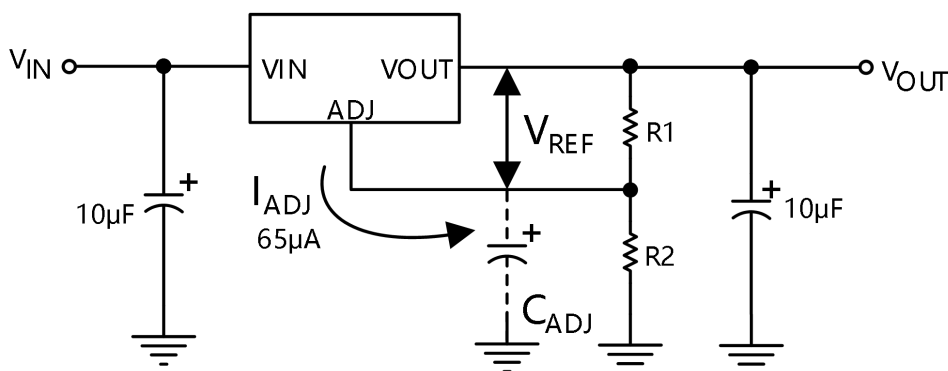 VIN
VIN
VOUT
ADJ
VOUT
VREF
R1
10µF
IADJ
65µA
R2
10µF
CADJ